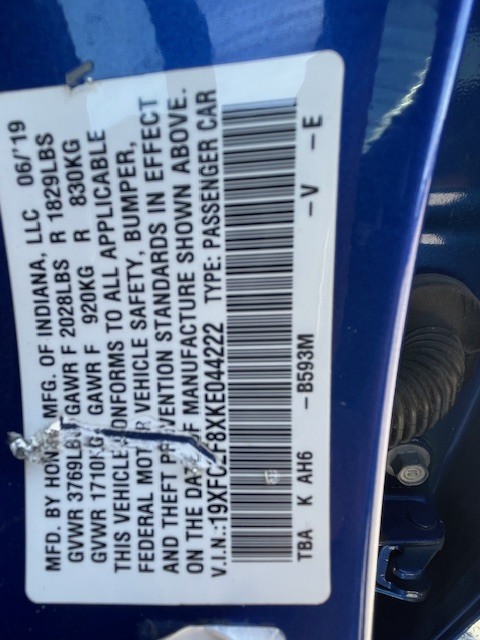 MFD. BY HONDA MFG. OF INDIANA, LLC 06/'19
GVWR 3769LBS GAWR F 2028LBS R 1829LBS
GVWR 1710KG GAWR F 920KG R 830KG
THIS VEHICLE CONFORMS TO ALL APPLICABLE
FEDERAL MOTOR VEHICLE SAFETY, BUMPER,
AND THEFT PREVENTION STANDARDS IN EFFECT
ON THE DATE OF MANUFACTURE SHOWN ABOVE.
V.I.N.:19XFC2F8XKE044222 TYPE: PASSENGER CAR
TBA K AH6 -B593M -V -E